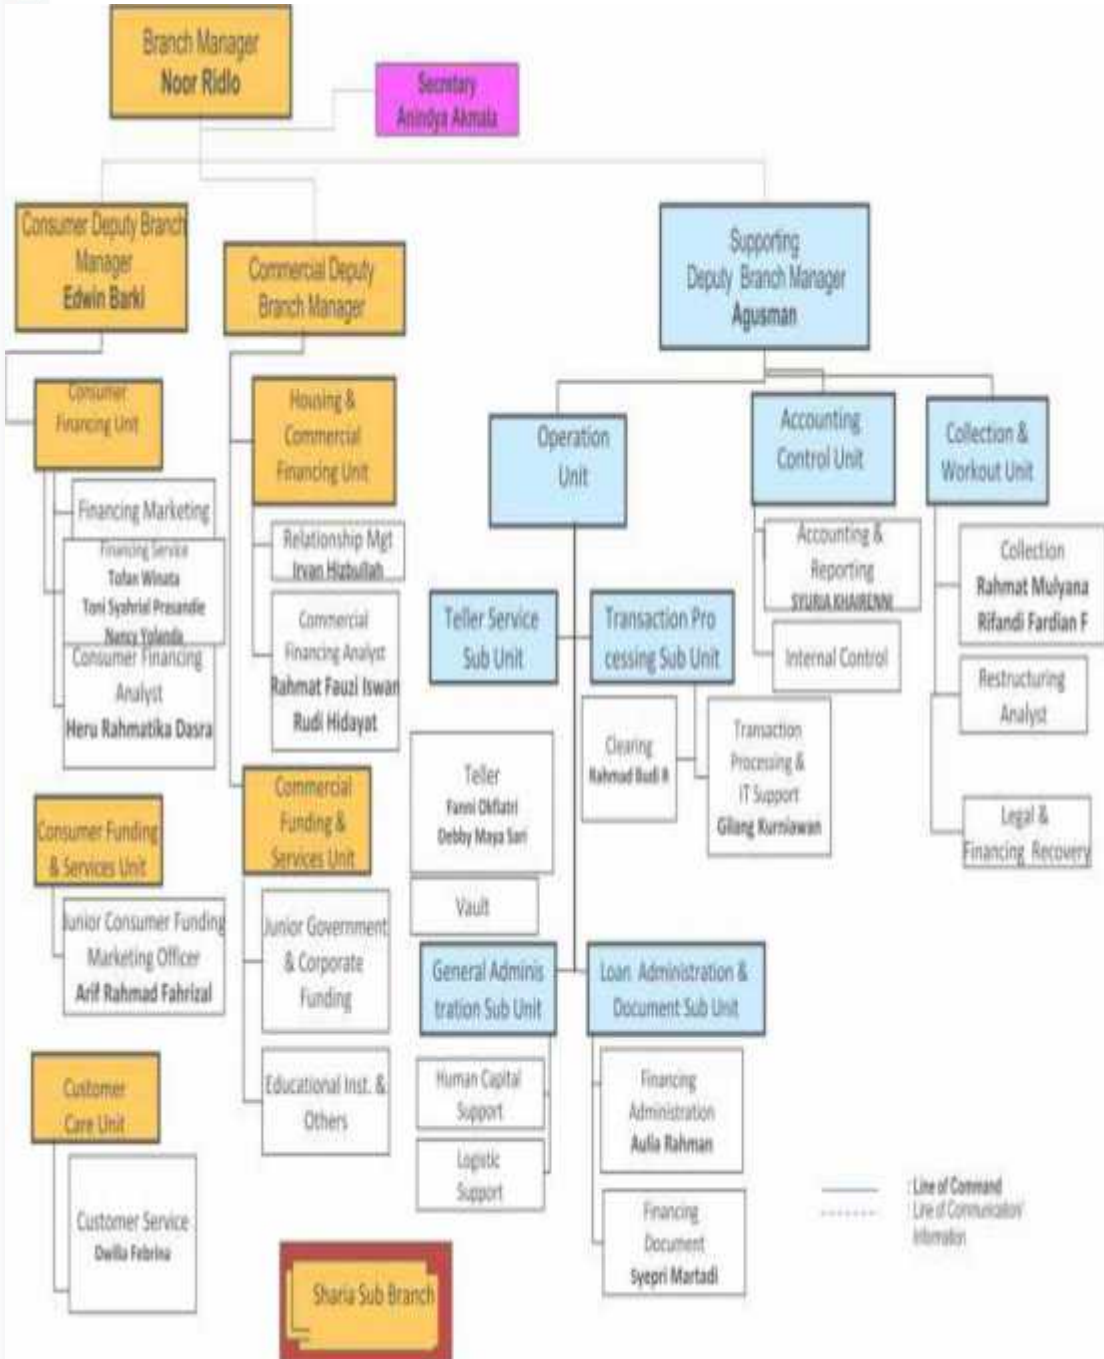 Branch Manager
Noor Ridlo
Secretary
Anindya Akmala
Consumer Deputy Branch
Manager
Edwin Barki
Commercial Deputy
Branch Manager
Supporting
Deputy Branch Manager
Agusman
Consumer
Financing Unit
Financing Marketing
Financing Service
Tofan Winata
Toni Syahrial Prasandie
Nancy Yolanda
Consumer Financing
Analyst
Heru Rahmatika Dasra
Consumer Funding
& Services Unit
Junior Consumer Funding
Marketing Officer
Arif Rahmad Fahrizal
Customer
Care Unit
Customer Service
Dwilla Febrina
Housing &
Commercial
Financing Unit
Relationship Mgt
Irvan Hizbullah
Commercial
Financing Analyst
Rahmat Fauzi Iswan
Rudi Hidayat
Commercial
Funding &
Services Unit
Junior Government
& Corporate
Funding
Educational Inst. &
Others
Operation
Unit
Teller Service
Sub Unit
Teller
Fanni Okfiatri
Debby Maya Sari
Vault
Transaction Pro
cessing Sub Unit
Clearing
Rahmad Budi R
Transaction
Processing &
IT Support
Gilang Kurniawan
General Adminis
tration Sub Unit
Human Capital
Support
Logistic
Support
Loan Administration &
Document Sub Unit
Financing
Administration
Aulia Rahman
Financing
Document
Syepri Martadi
Accounting
Control Unit
Accounting &
Reporting
SYURIA KHAIRENNI
Internal Control
Collection &
Workout Unit
Collection
Rahmat Mulyana
Rifandi Fardian F
Restructuring
Analyst
Legal &
Financing Recovery
: Line of Command
: Line of Communication/
Information
Sharia Sub Branch